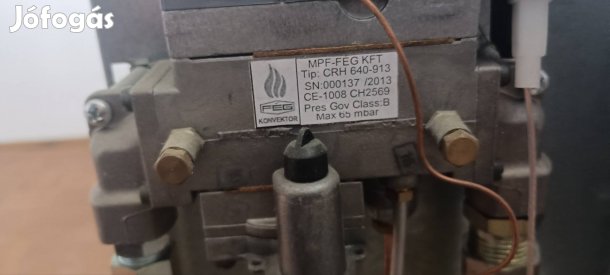 Jófogás
MPF-FEG KFT
Tip: CRH 640-913
SN:000137 /2013
CE-1008 CH2569
Pres Gov Class:B
Max 65 mbar
FEG
KONVEKTOR